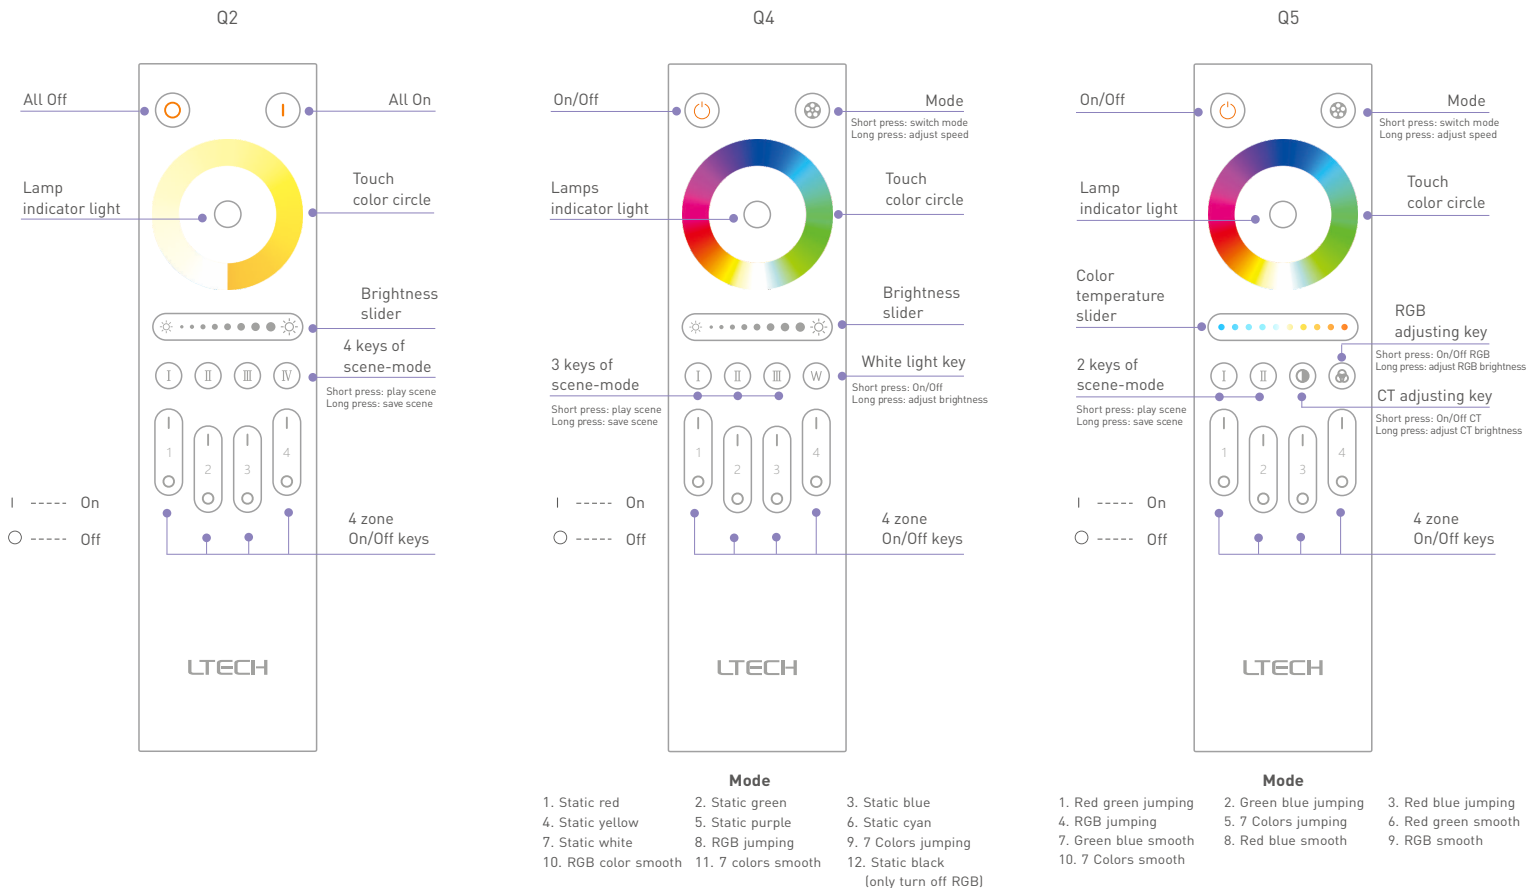 Q2
All Off
All On
Lamp
indicator light
Touch
color circle
Brightness
slider
4 keys of
scene-mode
Short press: play scene
Long press: save scene
I
II
III
IV
1
2
3
4
I ----- On
O ----- Off
4 zone
On/Off keys
LTECH
Q4
On/Off
Mode
Short press: switch mode
Long press: adjust speed
Lamps
indicator light
Touch
color circle
Brightness
slider
3 keys of
scene-mode
Short press: play scene
Long press: save scene
White light key
Short press: On/Off
Long press: adjust brightness
I
II
III
W
1
2
3
4
I ----- On
O ----- Off
4 zone
On/Off keys
LTECH
Mode
1. Static red 2. Static green 3. Static blue
4. Static yellow 5. Static purple 6. Static cyan
7. Static white 8. RGB jumping 9. 7 Colors jumping
10. RGB color smooth 11. 7 colors smooth 12. Static black
(only turn off RGB)
Q5
On/Off
Mode
Short press: switch mode
Long press: adjust speed
Lamp
indicator light
Touch
color circle
Color
temperature
slider
RGB
adjusting key
Short press: On/Off RGB
Long press: adjust RGB brightness
2 keys of
scene-mode
Short press: play scene
Long press: save scene
CT adjusting key
Short press: On/Off CT
Long press: adjust CT brightness
I
II
1
2
3
4
I ----- On
O ----- Off
4 zone
On/Off keys
LTECH
Mode
1. Red green jumping 2. Green blue jumping 3. Red blue jumping
4. RGB jumping 5. 7 Colors jumping 6. Red green smooth
7. Green blue smooth 8. Red blue smooth 9. RGB smooth
10. 7 Colors smooth